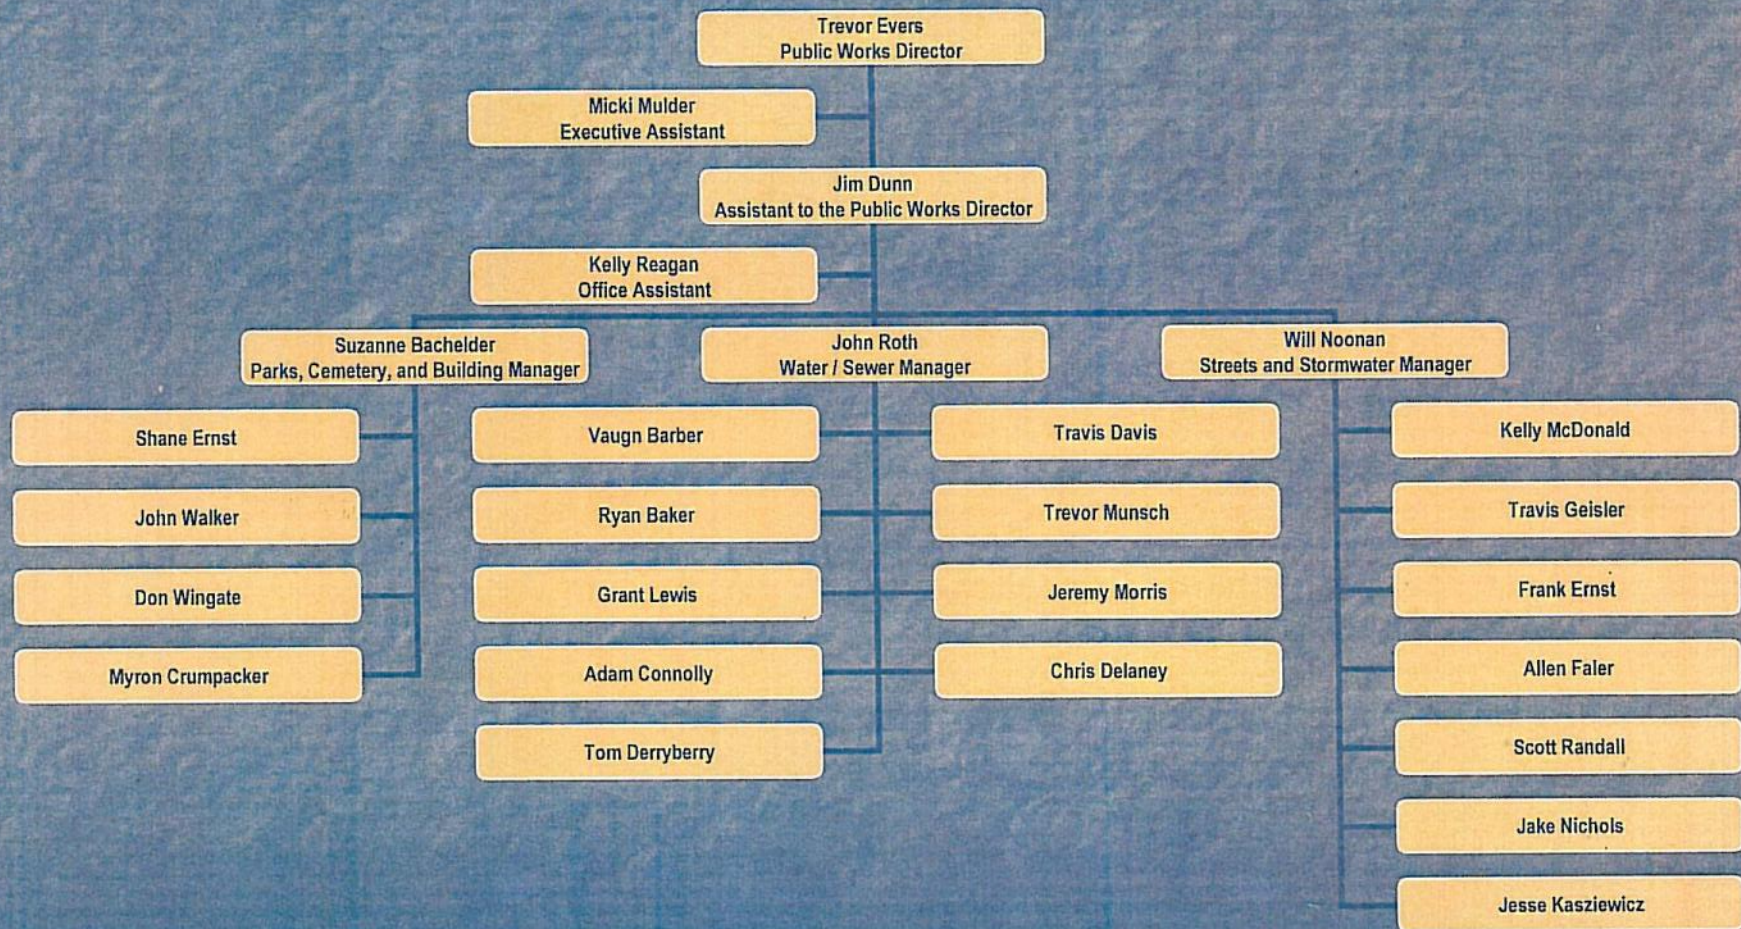 Trevor Evers
Public Works Director
Micki Mulder
Executive Assistant
Jim Dunn
Assistant to the Public Works Director
Kelly Reagan
Office Assistant
Suzanne Bachelder
Parks, Cemetery, and Building Manager
John Roth
Water / Sewer Manager
Will Noonan
Streets and Stormwater Manager
Shane Ernst
John Walker
Don Wingate
Myron Crumpacker
Vaugn Barber
Ryan Baker
Grant Lewis
Adam Connolly
Tom Derryberry
Travis Davis
Trevor Munsch
Jeremy Morris
Chris Delaney
Kelly McDonald
Travis Geisler
Frank Ernst
Allen Faler
Scott Randall
Jake Nichols
Jesse Kasziewicz